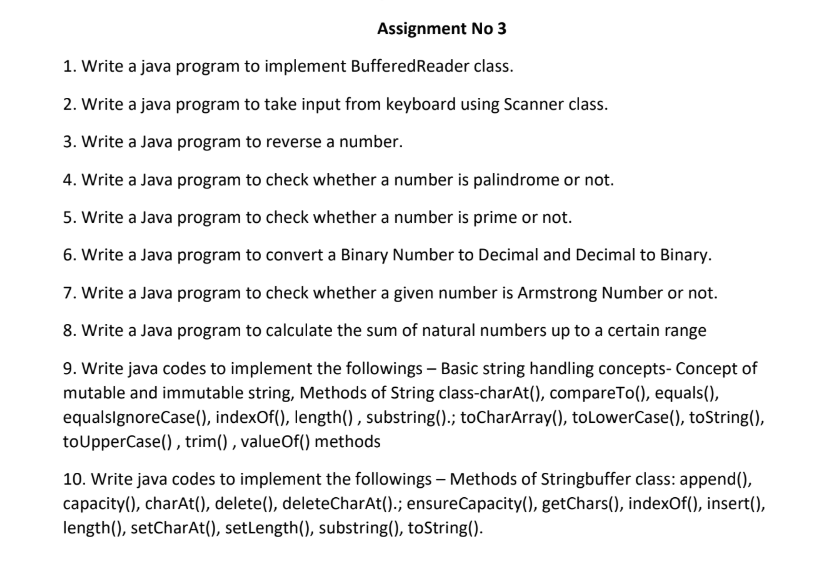 Assignment No 3
1. Write a java program to implement BufferedReader class.
2. Write a java program to take input from keyboard using Scanner class.
3. Write a Java program to reverse a number.
4. Write a Java program to check whether a number is palindrome or not.
5. Write a Java program to check whether a number is prime or not.
6. Write a Java program to convert a Binary Number to Decimal and Decimal to Binary.
7. Write a Java program to check whether a given number is Armstrong Number or not.
8. Write a Java program to calculate the sum of natural numbers up to a certain range
9. Write java codes to implement the followings – Basic string handling concepts- Concept of
mutable and immutable string, Methods of String class-charAt(), compareTo(), equals(),
equalsIgnoreCase(), indexOf(), length() , substring().; toCharArray(), toLowerCase(), toString(),
toUpperCase() , trim() , valueOf() methods
10. Write java codes to implement the followings – Methods of Stringbuffer class: append(),
capacity(), charAt(), delete(), deleteCharAt().; ensureCapacity(), getChars(), indexOf(), insert(),
length(), setCharAt(), setLength(), substring(), toString().